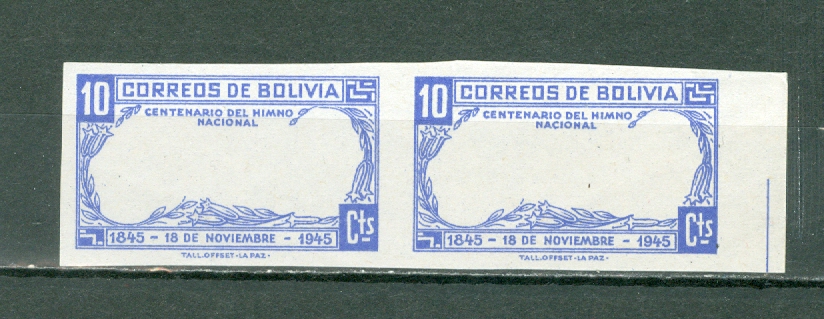 10 CORREOS DE BOLIVIA
CENTENARIO DEL HIMNO
NACIONAL
Cts
1845 - 18 DE NOVIEMBRE - 1945
TALL.OFFSET-LA PAZ-
10 CORREOS DE BOLIVIA
CENTENARIO DEL HIMNO
NACIONAL
Cts
1845 - 18 DE NOVIEMBRE - 1945
TALL.OFFSET-LA PAZ-